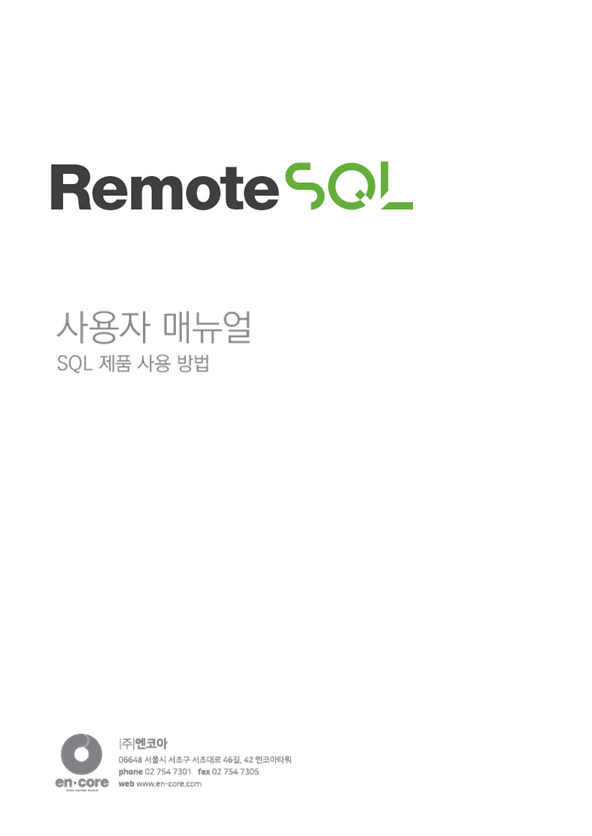 Remote SQL
사용자 매뉴얼
SQL 제품 사용 방법
|주|엔코아
06648 서울시 서초구 서초대로 46길, 42 엔코아타워
phone 02 754 7301 fax 02 754 7305
web www.en-core.com
en·core